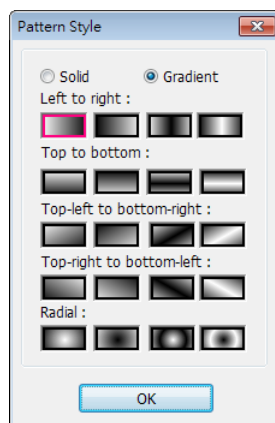 Pattern Style
Solid Gradient
Left to right :
Top to bottom :
Top-left to bottom-right :
Top-right to bottom-left :
Radial :
OK